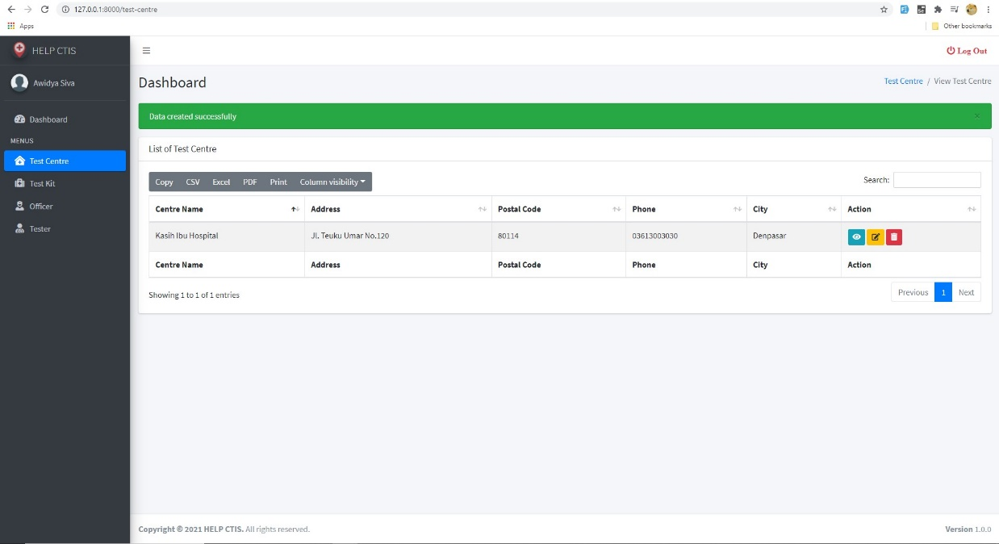 127.0.0.1:8000/test-centre
Apps
Other bookmarks
HELP CTIS
Log Out
Awidya Siva
Dashboard
Test Centre / View Test Centre
Data created successfully
×
Dashboard
MENUS
Test Centre
Test Kit
Officer
Tester
List of Test Centre
Copy CSV Excel PDF Print Column visibility
Search:
Centre Name Address Postal Code Phone City Action
Kasih Ibu Hospital Jl. Teuku Umar No.120 80114 03613003030 Denpasar
Centre Name Address Postal Code Phone City Action
Showing 1 to 1 of 1 entries
Previous 1 Next
Copyright © 2021 HELP CTIS. All rights reserved.
Version 1.0.0